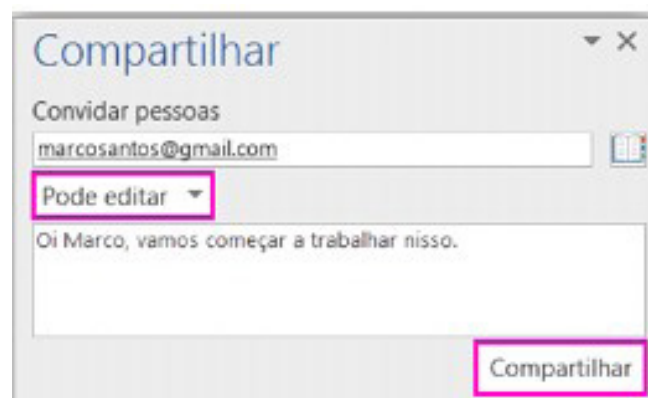 Compartilhar
Convidar pessoas
marcosantos@gmail.com
Pode editar
Oi Marco, vamos começar a trabalhar nisso.
Compartilhar